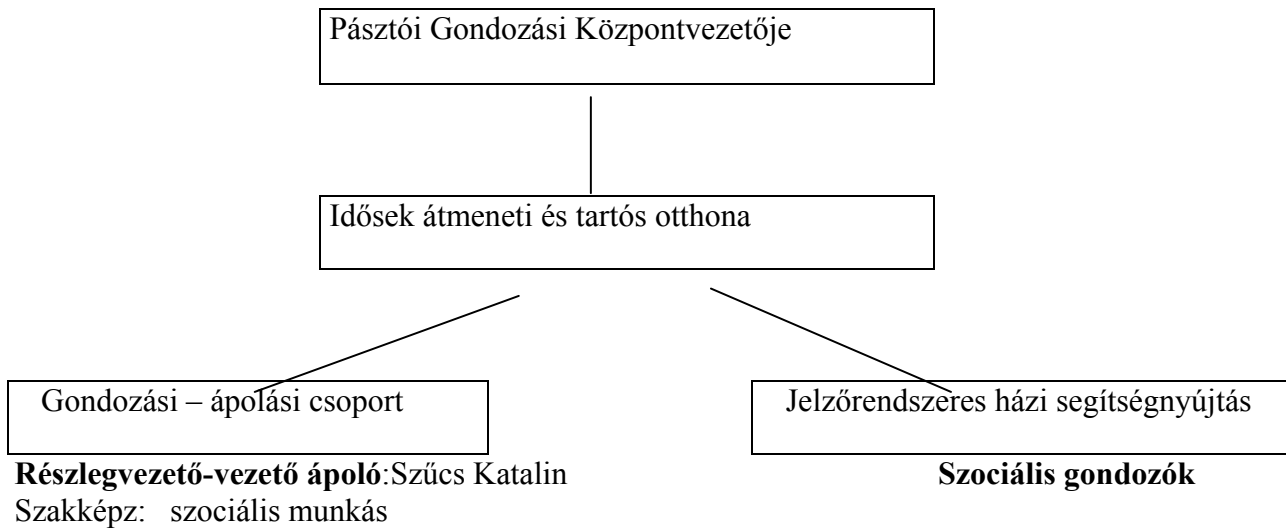 Pásztói Gondozási Központvezetője
Idősek átmeneti és tartós otthona
Gondozási – ápolási csoport
Jelzőrendszeres házi segítségnyújtás
Részlegvezető-vezető ápoló:Szűcs Katalin
Szociális gondozók
Szakképz: szociális munkás